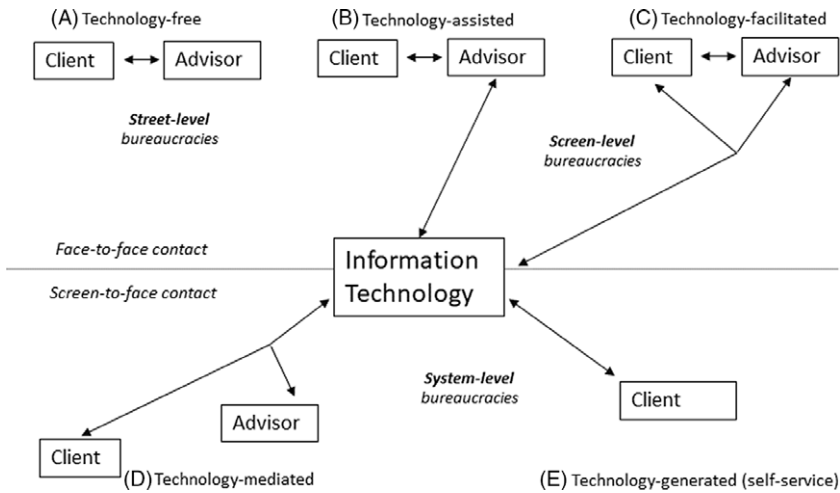 (A) Technology-free
Client
Advisor
Street-level
bureaucracies
(B) Technology-assisted
Client
Advisor
(C) Technology-facilitated
Client
Advisor
Screen-level
bureaucracies
Face-to-face contact
Screen-to-face contact
Information
Technology
Client
Advisor
(D) Technology-mediated
System-level
bureaucracies
Client
(E) Technology-generated (self-service)